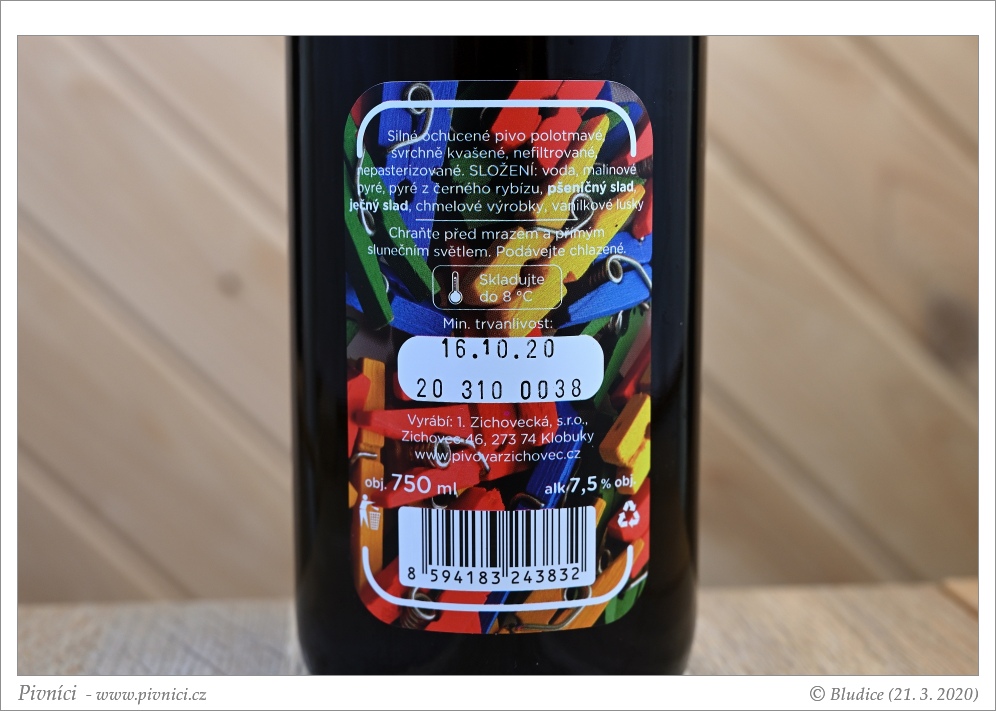 Silné ochucené pivo polotmavé,
svrchně kvašené, nefiltrované,
nepasterizované. SLOŽENÍ: voda, malinové
pyré, pyré z černého rybízu, pšeničný slad,
ječný slad, chmelové výrobky, vanilkové lusky
Chraňte před mrazem a přímým
slunečním světlem. Podávejte chlazené.
Skladujte
do 8 °C
Min. trvanlivost:
16.10.20
20 310 0038
Vyrábí: 1. Zichovecká, s.r.o.,
Zichovec 46, 273 74 Klobuky
www.pivovarzichovec.cz
obj. 750 ml alk 7,5 % obj.
8 594183 243832
Pivníci - www.pivnici.cz © Bludice (21. 3. 2020)